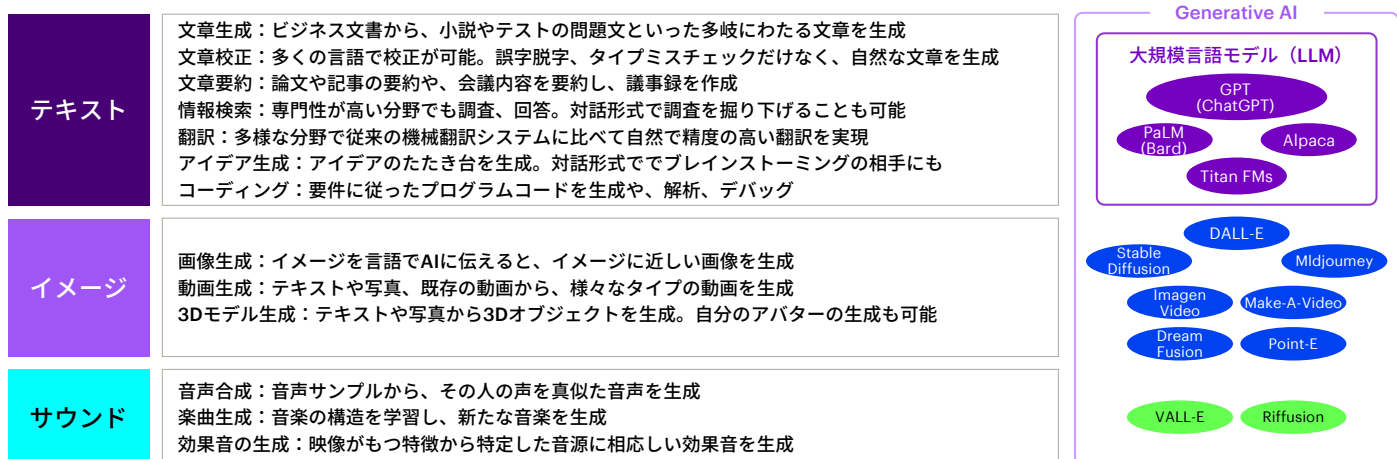 テキスト
文章生成：ビジネス文書から、小説やテストの問題文といった多岐にわたる文章を生成
文章校正：多くの言語で校正が可能。誤字脱字、タイプミスチェックだけなく、自然な文章を生成
文章要約：論文や記事の要約や、会議内容を要約し、議事録を作成
情報検索：専門性が高い分野でも調査、回答。対話形式で調査を掘り下げることも可能
翻訳：多様な分野で従来の機械翻訳システムに比べて自然で精度の高い翻訳を実現
アイデア生成：アイデアのたたき台を生成。対話形式ででブレインストーミングの相手にも
コーディング：要件に従ったプログラムコードを生成や、解析、デバッグ
イメージ
画像生成：イメージを言語でAIに伝えると、イメージに近しい画像を生成
動画生成：テキストや写真、既存の動画から、様々なタイプの動画を生成
3Dモデル生成：テキストや写真から3Dオブジェクトを生成。自分のアバターの生成も可能
サウンド
音声合成：音声サンプルから、その人の声を真似た音声を生成
楽曲生成：音楽の構造を学習し、新たな音楽を生成
効果音の生成：映像がもつ特徴から特定した音源に相応しい効果音を生成
Generative AI
大規模言語モデル（LLM）
GPT
(ChatGPT)
PaLM
(Bard)
Alpaca
Titan FMs
DALL-E
Stable
Diffusion
MIdjoumey
Imagen
Video
Make-A-Video
Dream
Fusion
Point-E
VALL-E
Riffusion